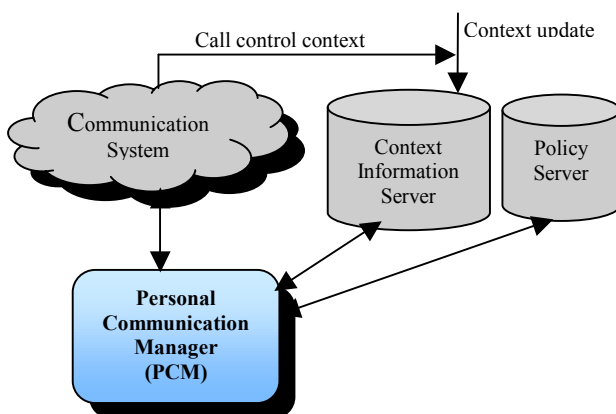 Call control context
Context update
Communication
System
Context
Information
Server
Policy
Server
Personal
Communication
Manager
(PCM)